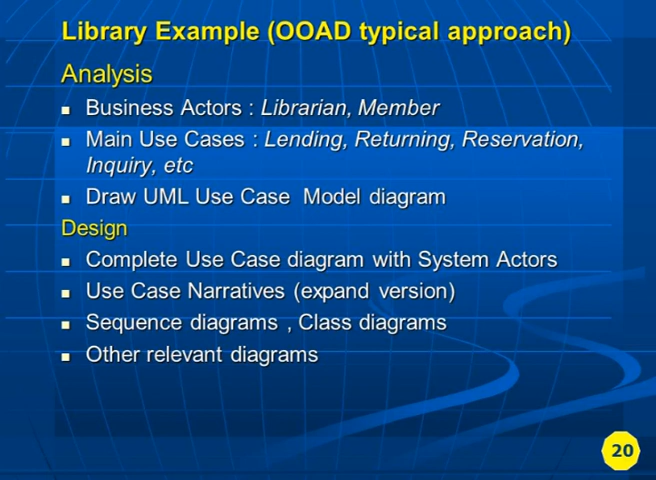 Library Example (OOAD typical approach)
Analysis
Business Actors : Librarian, Member
Main Use Cases : Lending, Returning, Reservation,
Inquiry, etc
Draw UML Use Case Model diagram
Design
Complete Use Case diagram with System Actors
Use Case Narratives (expand version)
Sequence diagrams , Class diagrams
Other relevant diagrams
20